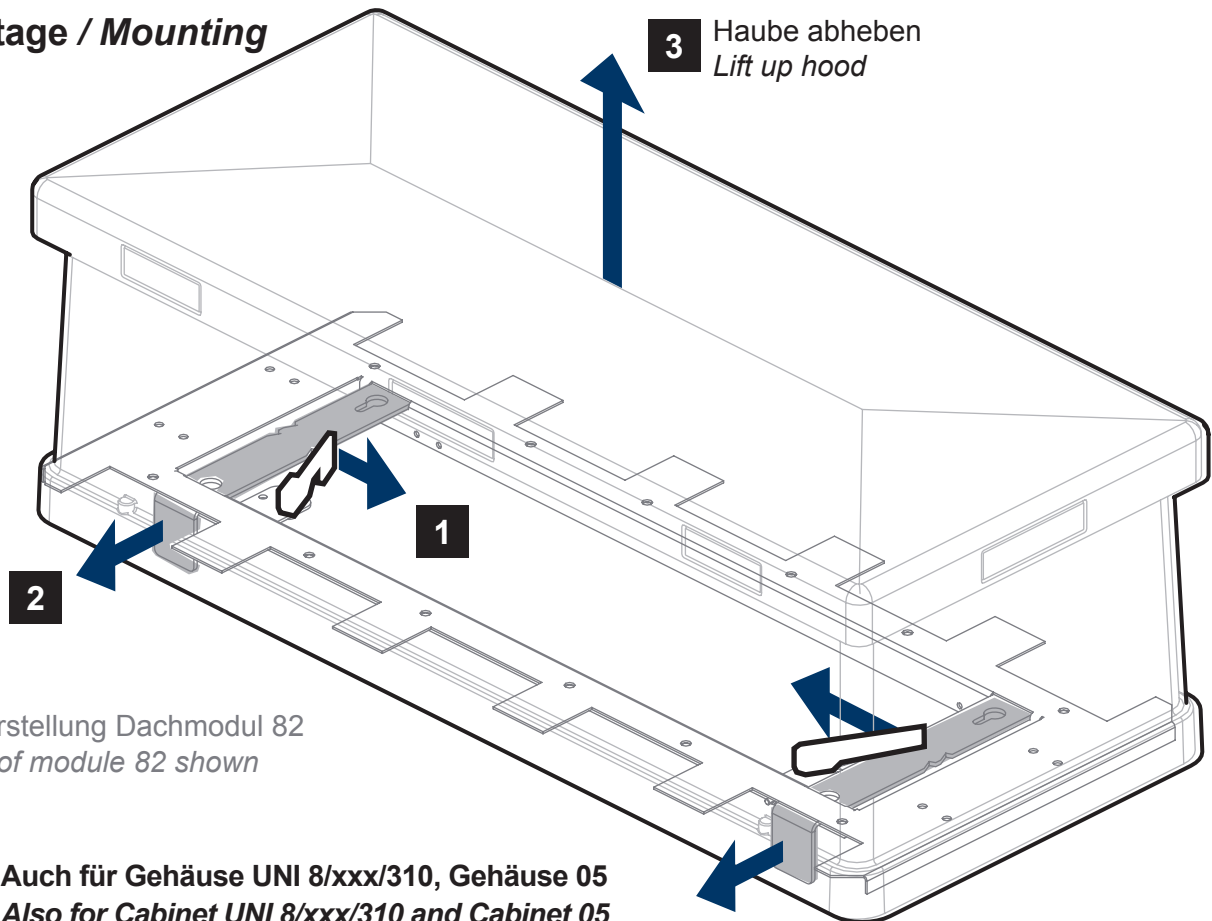 tage / Mounting
3
Haube abheben
Lift up hood
1
2
rstellung Dachmodul 82
of module 82 shown
Auch für Gehäuse UNI 8/xxx/310, Gehäuse 05
Also for Cabinet UNI 8/xxx/310 and Cabinet 05